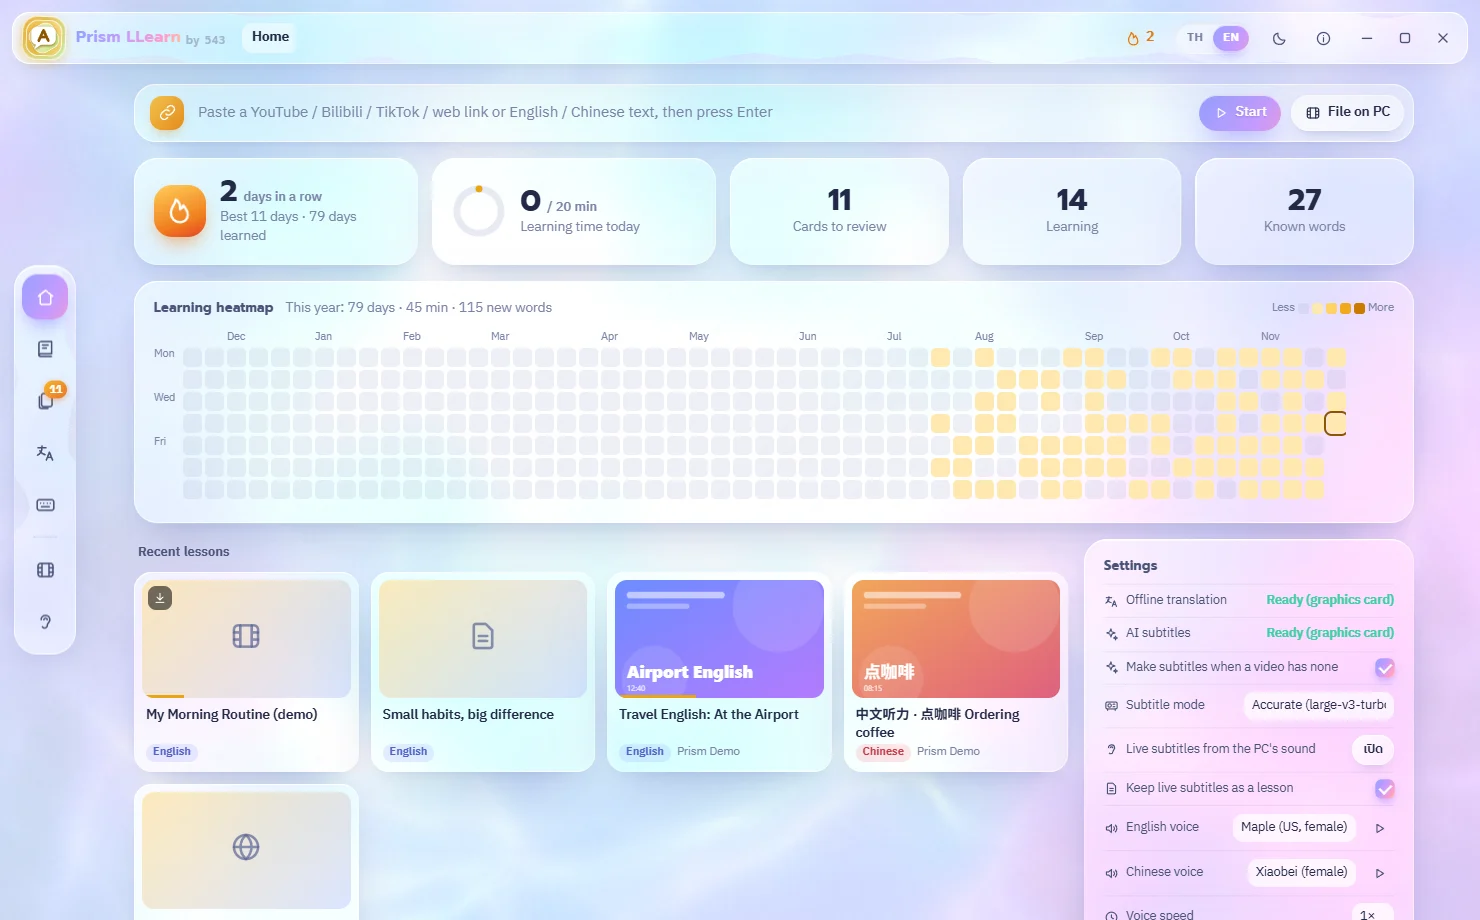 A
Prism LLearn by 543
Home
2
TH
EN
Paste a YouTube / Bilibili / TikTok / web link or English / Chinese text, then press Enter
Start
File on PC
2 days in a row
Best 11 days · 79 days
learned
0 / 20 min
Learning time today
11
Cards to review
14
Learning
27
Known words
Learning heatmap
This year: 79 days · 45 min · 115 new words
Less
More
Dec
Jan
Feb
Mar
Apr
May
Jun
Jul
Aug
Sep
Oct
Nov
Mon
Wed
Fri
11
Recent lessons
My Morning Routine (demo)
English
Small habits, big difference
English
Airport English
12:40
Travel English: At the Airport
English
Prism Demo
点咖啡
08:15
中文听力 · 点咖啡 Ordering
coffee
Chinese
Prism Demo
Settings
Offline translation
Ready (graphics card)
AI subtitles
Ready (graphics card)
Make subtitles when a video has none
Subtitle mode
Accurate (large-v3-turbo
Live subtitles from the PC's sound
เปิด
Keep live subtitles as a lesson
English voice
Maple (US, female)
Chinese voice
Xiaobei (female)
Voice speed
1×